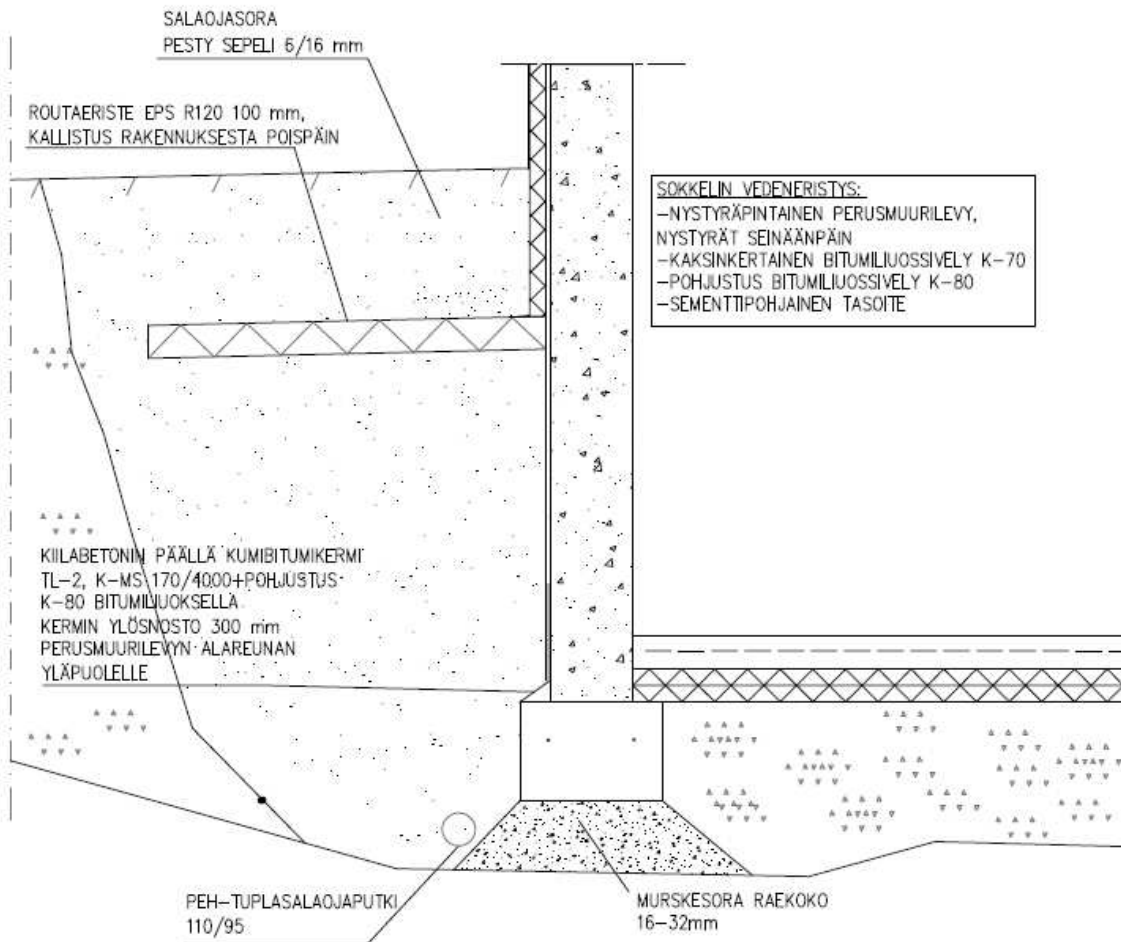 SALAOJASORA
PESTY SEPELI 6/16 mm
ROUTAERISTE EPS R120 100 mm,
KALLISTUS RAKENNUKSESTA POISPÄIN
SOKKELIN VEDENERISTYS:
-NYSTYRÄPINTAINEN PERUSMUURILEVY,
NYSTYRÄT SEINÄÄNPÄIN
-KAKSINKERTAINEN BITUMILIUOSSIVELY K-70
-POHJUSTUS BITUMILIUOSSIVELY K-80
-SEMENTTIPOHJAINEN TASOITE
KIILABETONIN PÄÄLLÄ KUMIBITUMIKERMI
TL-2, K-MS 170/4000+POHJUSTUS
K-80 BITUMILIUOKSELLA
KERMIN YLÖSNOSTO 300 mm
PERUSMUURILEVYN ALAREUNAN
YLÄPUOLELLE
PEH-TUPLASALAOJAPUTKI
110/95
MURSKESORA RAEKOKO
16-32mm